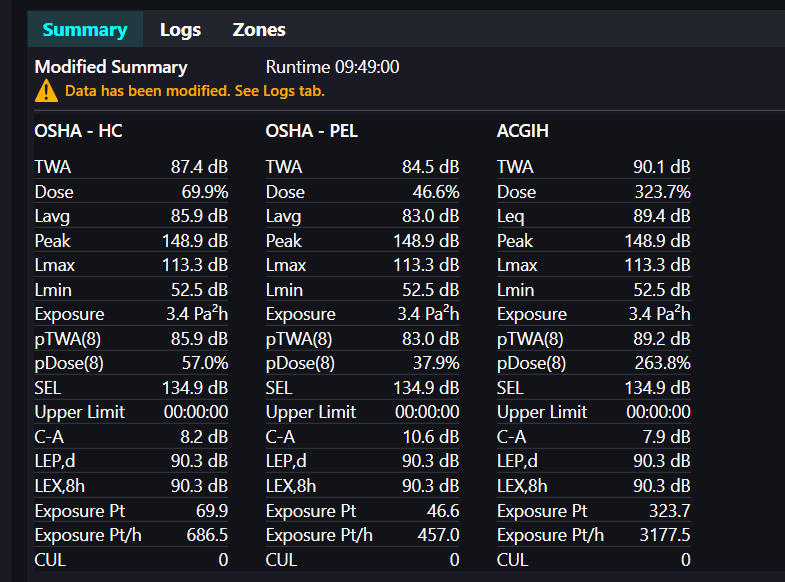 Summary Logs Zones
Modified Summary Runtime 09:49:00
Data has been modified. See Logs tab.
OSHA - HC OSHA - PEL ACGIH
TWA 87.4 dB TWA 84.5 dB TWA 90.1 dB
Dose 69.9% Dose 46.6% Dose 323.7%
Lavg 85.9 dB Lavg 83.0 dB Leq 89.4 dB
Peak 148.9 dB Peak 148.9 dB Peak 148.9 dB
Lmax 113.3 dB Lmax 113.3 dB Lmax 113.3 dB
Lmin 52.5 dB Lmin 52.5 dB Lmin 52.5 dB
Exposure 3.4 Pa²h Exposure 3.4 Pa²h Exposure 3.4 Pa²h
pTWA(8) 85.9 dB pTWA(8) 83.0 dB pTWA(8) 89.2 dB
pDose(8) 57.0% pDose(8) 37.9% pDose(8) 263.8%
SEL 134.9 dB SEL 134.9 dB SEL 134.9 dB
Upper Limit 00:00:00 Upper Limit 00:00:00 Upper Limit 00:00:00
C-A 8.2 dB C-A 10.6 dB C-A 7.9 dB
LEP,d 90.3 dB LEP,d 90.3 dB LEP,d 90.3 dB
LEX,8h 90.3 dB LEX,8h 90.3 dB LEX,8h 90.3 dB
Exposure Pt 69.9 Exposure Pt 46.6 Exposure Pt 323.7
Exposure Pt/h 686.5 Exposure Pt/h 457.0 Exposure Pt/h 3177.5
CUL 0 CUL 0 CUL 0